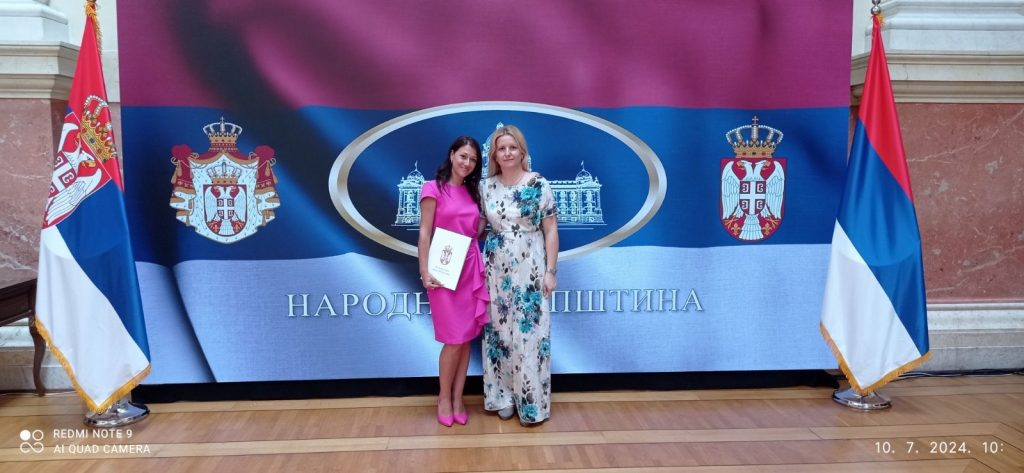 НАРОДН ПШТИНА
REDMI NOTE 9
AI QUAD CAMERA
10. 7. 2024. 10: